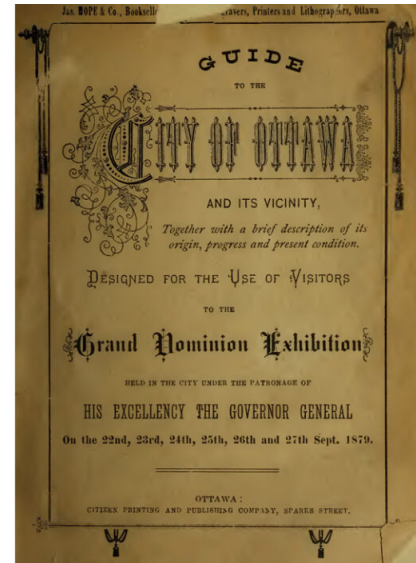 Jas. HOPE & Co., Booksell Engravers, Printers and Lithographers, Ottawa
GUIDE
TO THE
CITY OF OTTAWA
AND ITS VICINITY,
Together with a brief description of its
origin, progress and present condition.
DESIGNED FOR THE USE OF VISITORS
TO THE
Grand Dominion Exhibition
HELD IN THE CITY UNDER THE PATRONAGE OF
HIS EXCELLENCY THE GOVERNOR GENERAL
On the 22nd, 23rd, 24th, 25th, 26th and 27th Sept. 1879.
OTTAWA:
CITIZEN PRINTING AND PUBLISHING COMPANY, SPARKS STREET.